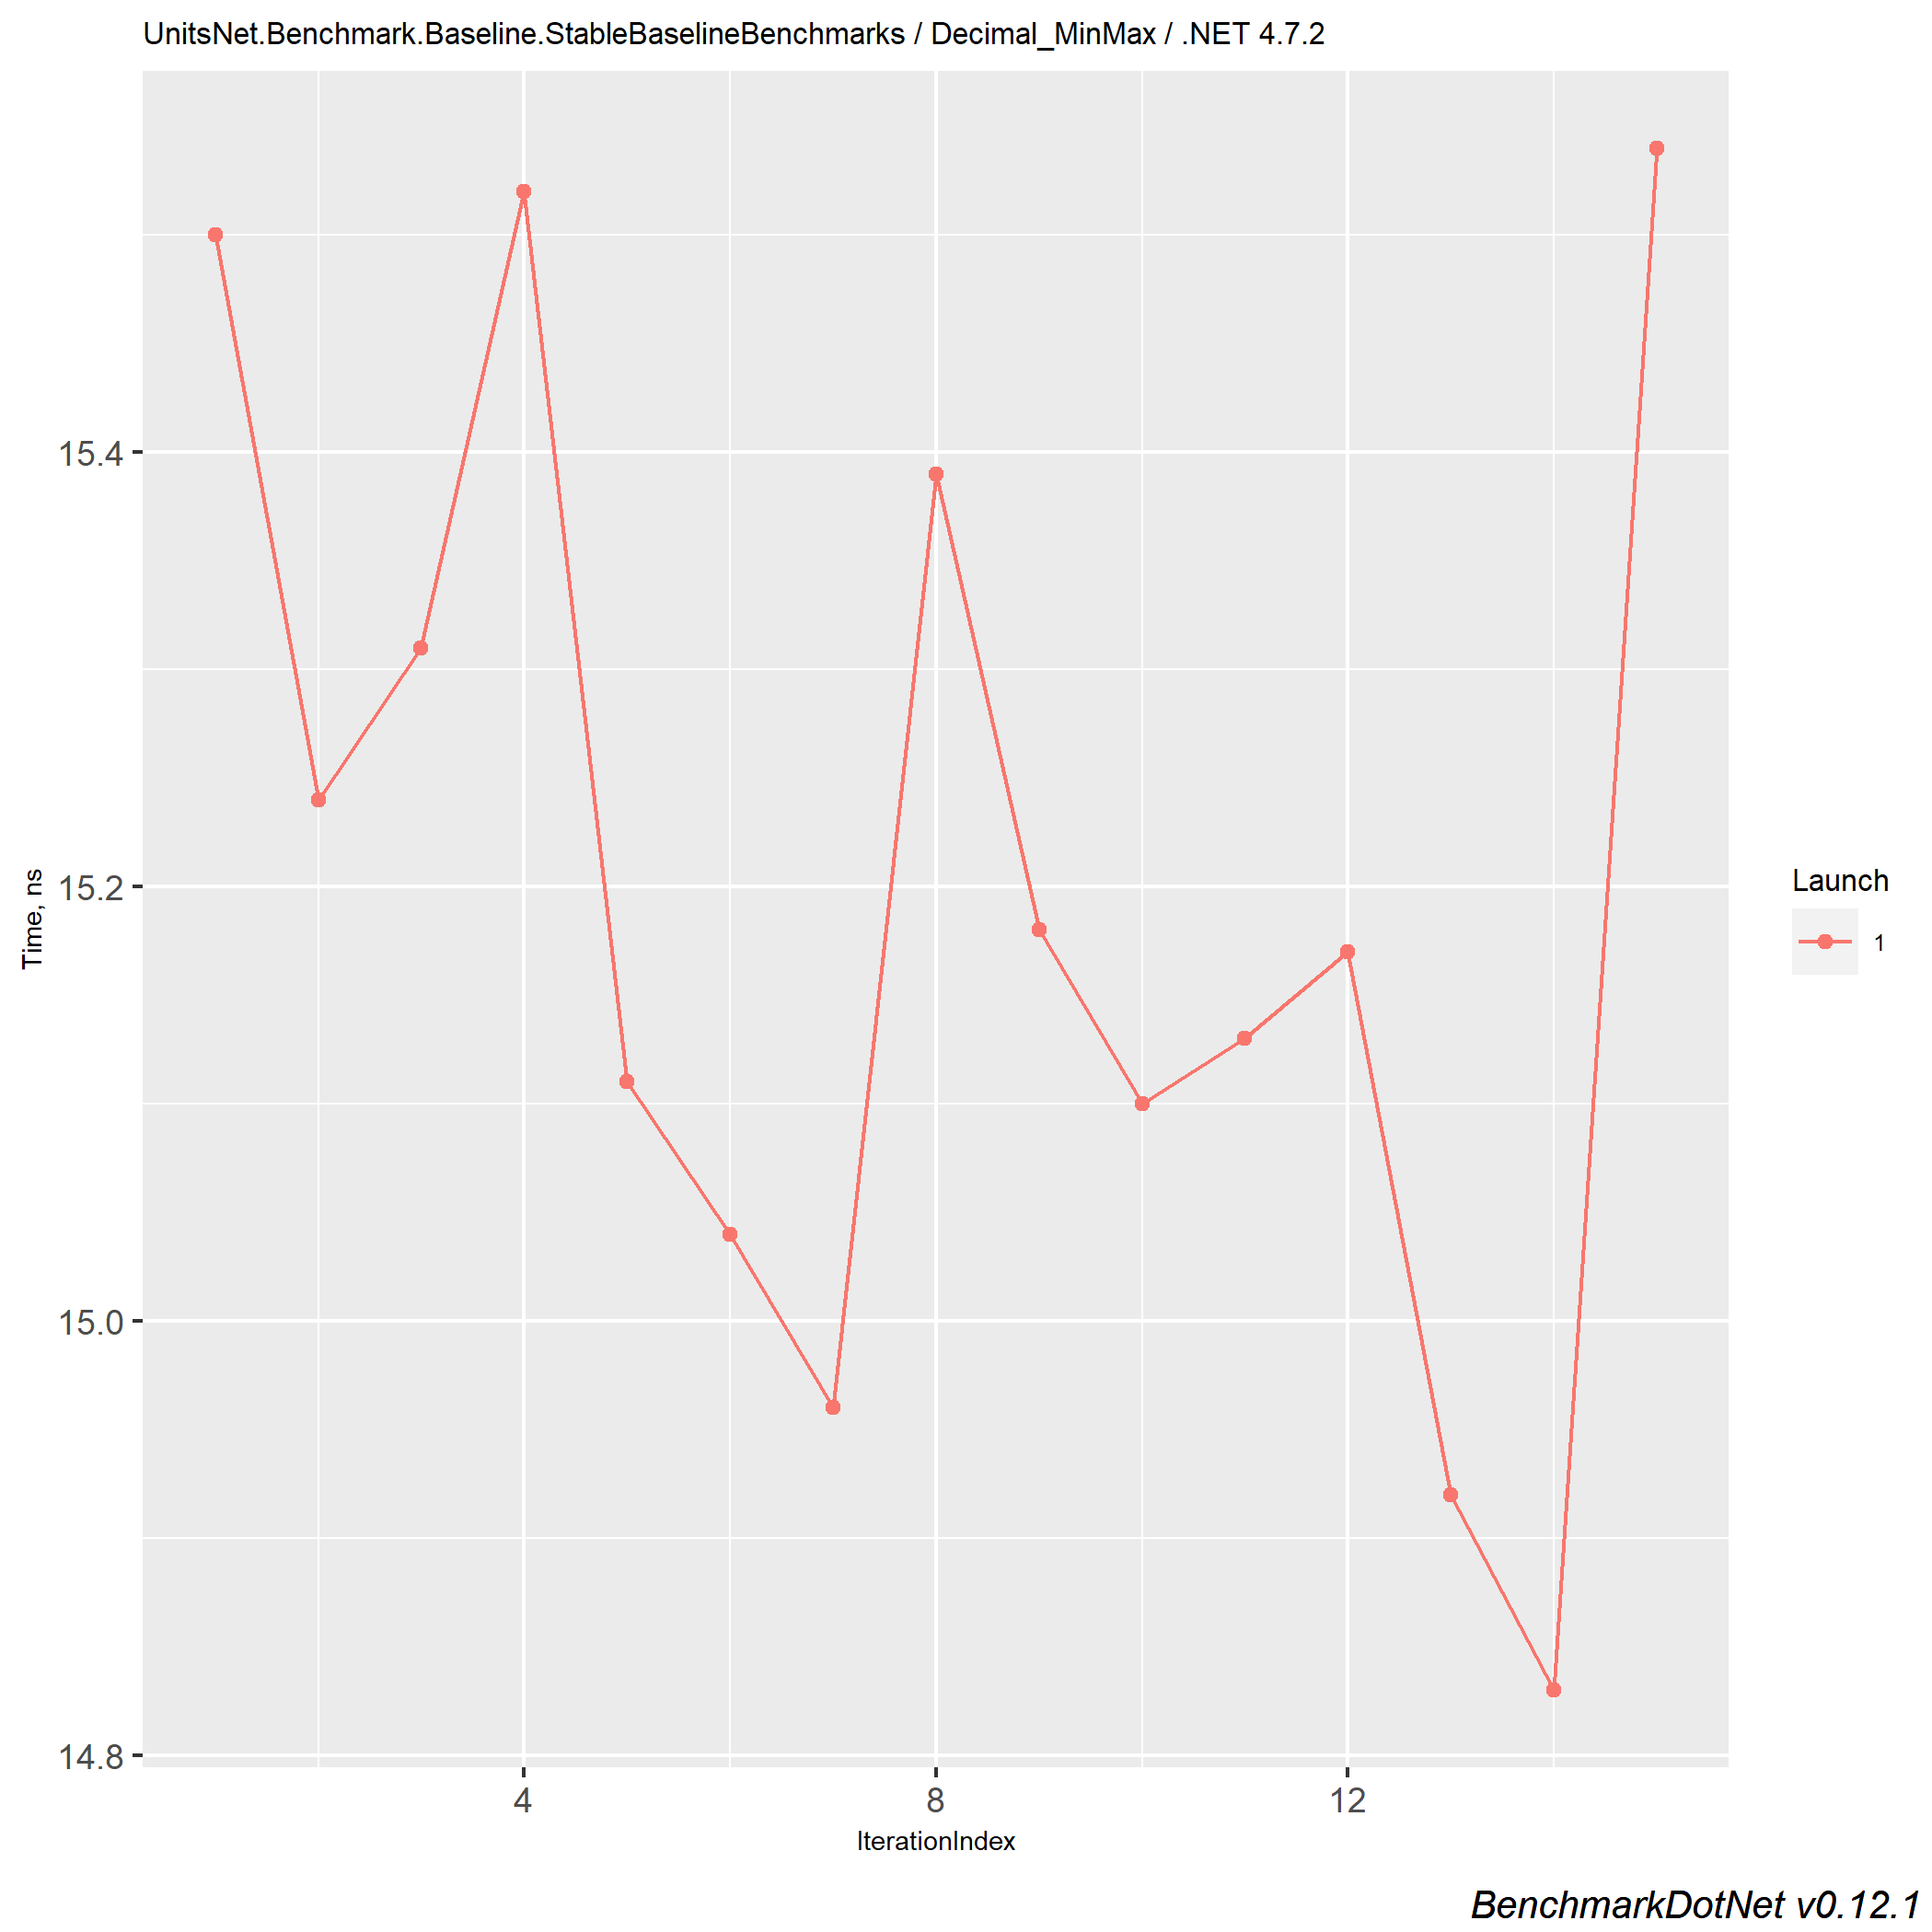 UnitsNet.Benchmark.Baseline.StableBaselineBenchmarks / Decimal_MinMax / .NET 4.7.2
15.4
15.2
15.0
14.8
Time, ns
4
8
12
IterationIndex
Launch
1
BenchmarkDotNet v0.12.1